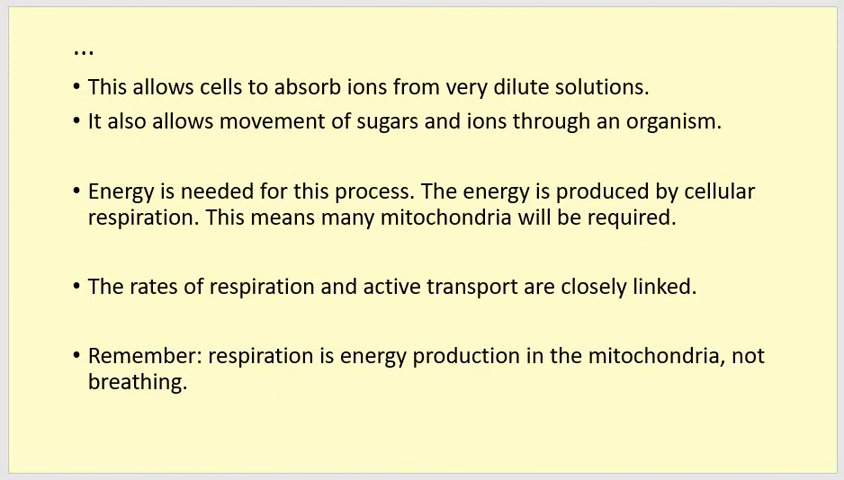 ...
• This allows cells to absorb ions from very dilute solutions.
• It also allows movement of sugars and ions through an organism.
• Energy is needed for this process. The energy is produced by cellular
respiration. This means many mitochondria will be required.
• The rates of respiration and active transport are closely linked.
• Remember: respiration is energy production in the mitochondria, not
breathing.